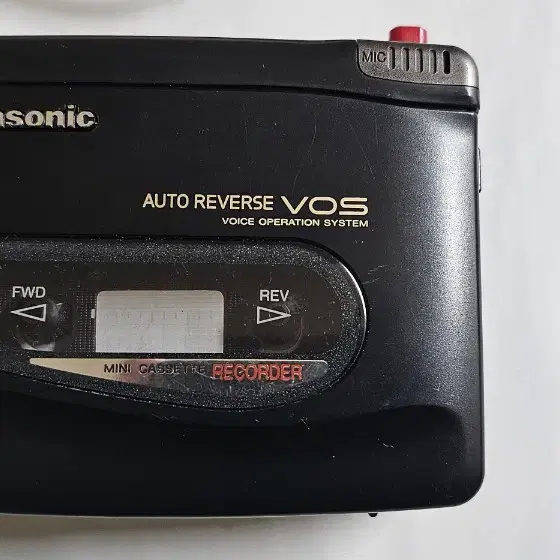 MIC
asonic
AUTO REVERSE VOS
VOICE OPERATION SYSTEM
FWD
REV
MINI CASSETTE RECORDER